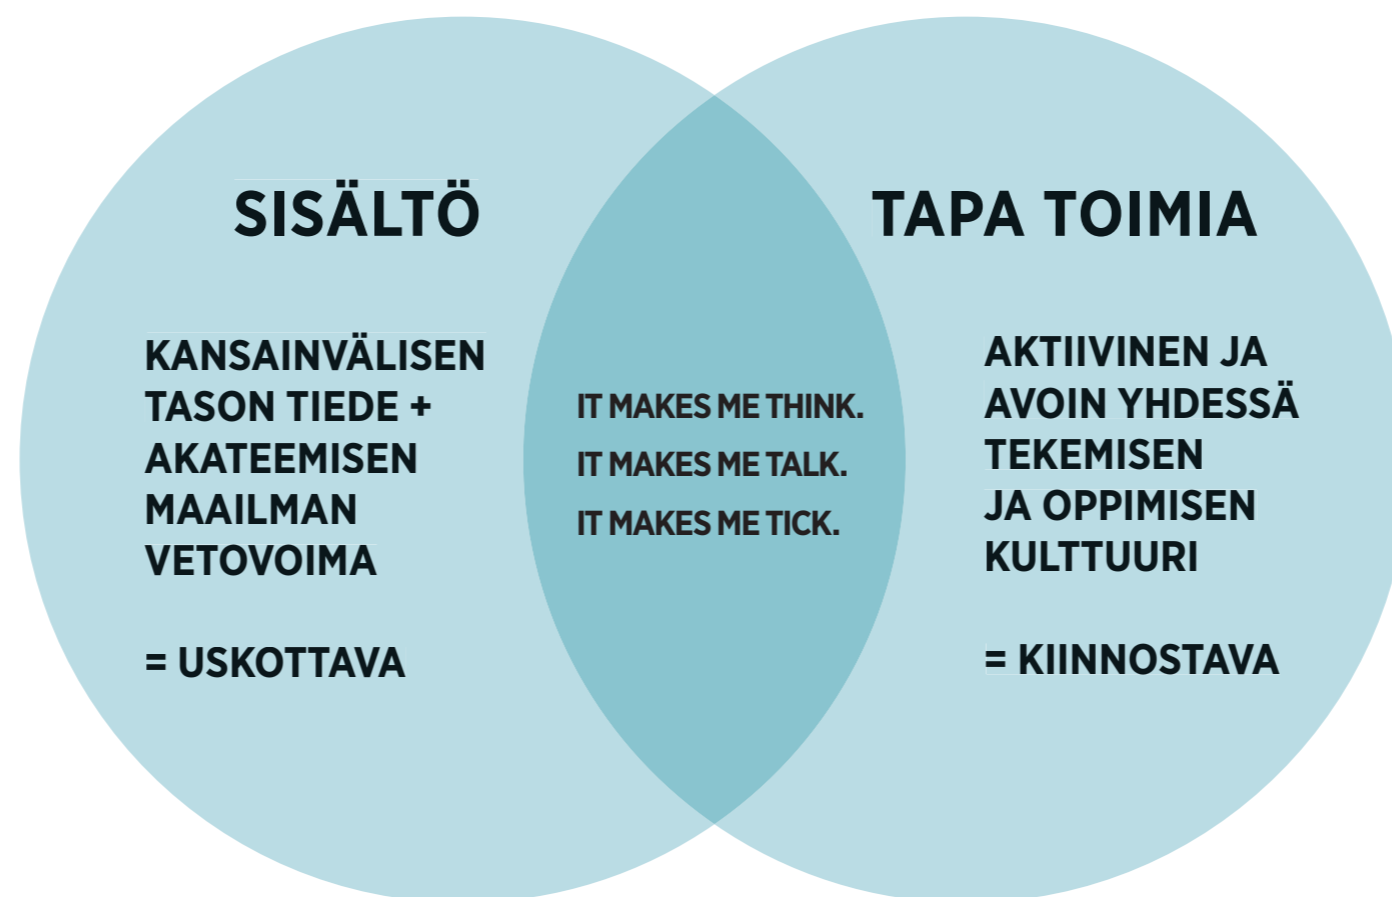 SISÄLTÖ
KANSAINVÄLISEN
TASON TIEDE +
AKATEEMISEN
MAAILMAN
VETOVOIMA
= USKOTTAVA
IT MAKES ME THINK.
IT MAKES ME TALK.
IT MAKES ME TICK.
TAPA TOIMIA
AKTIIVINEN JA
AVOIN YHDESSÄ
TEKEMISEN
JA OPPIMISEN
KULTTUURI
= KIINNOSTAVA